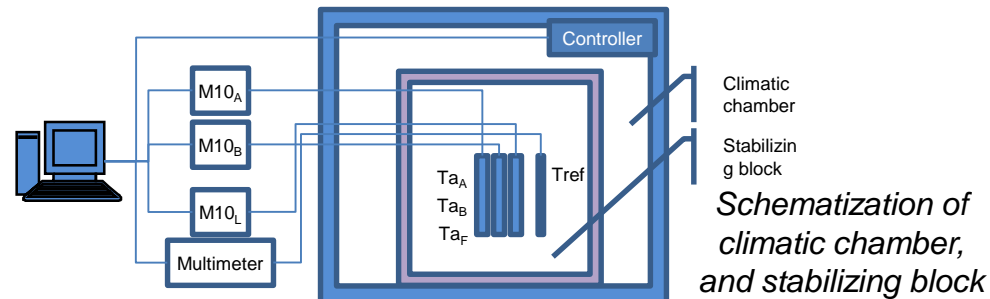 Controller
M10A
M10B
M10L
Multimeter
TaA
TaB
TaF
Tref
Climatic
chamber
Stabilizin
g block
Schematization of
climatic chamber,
and stabilizing block